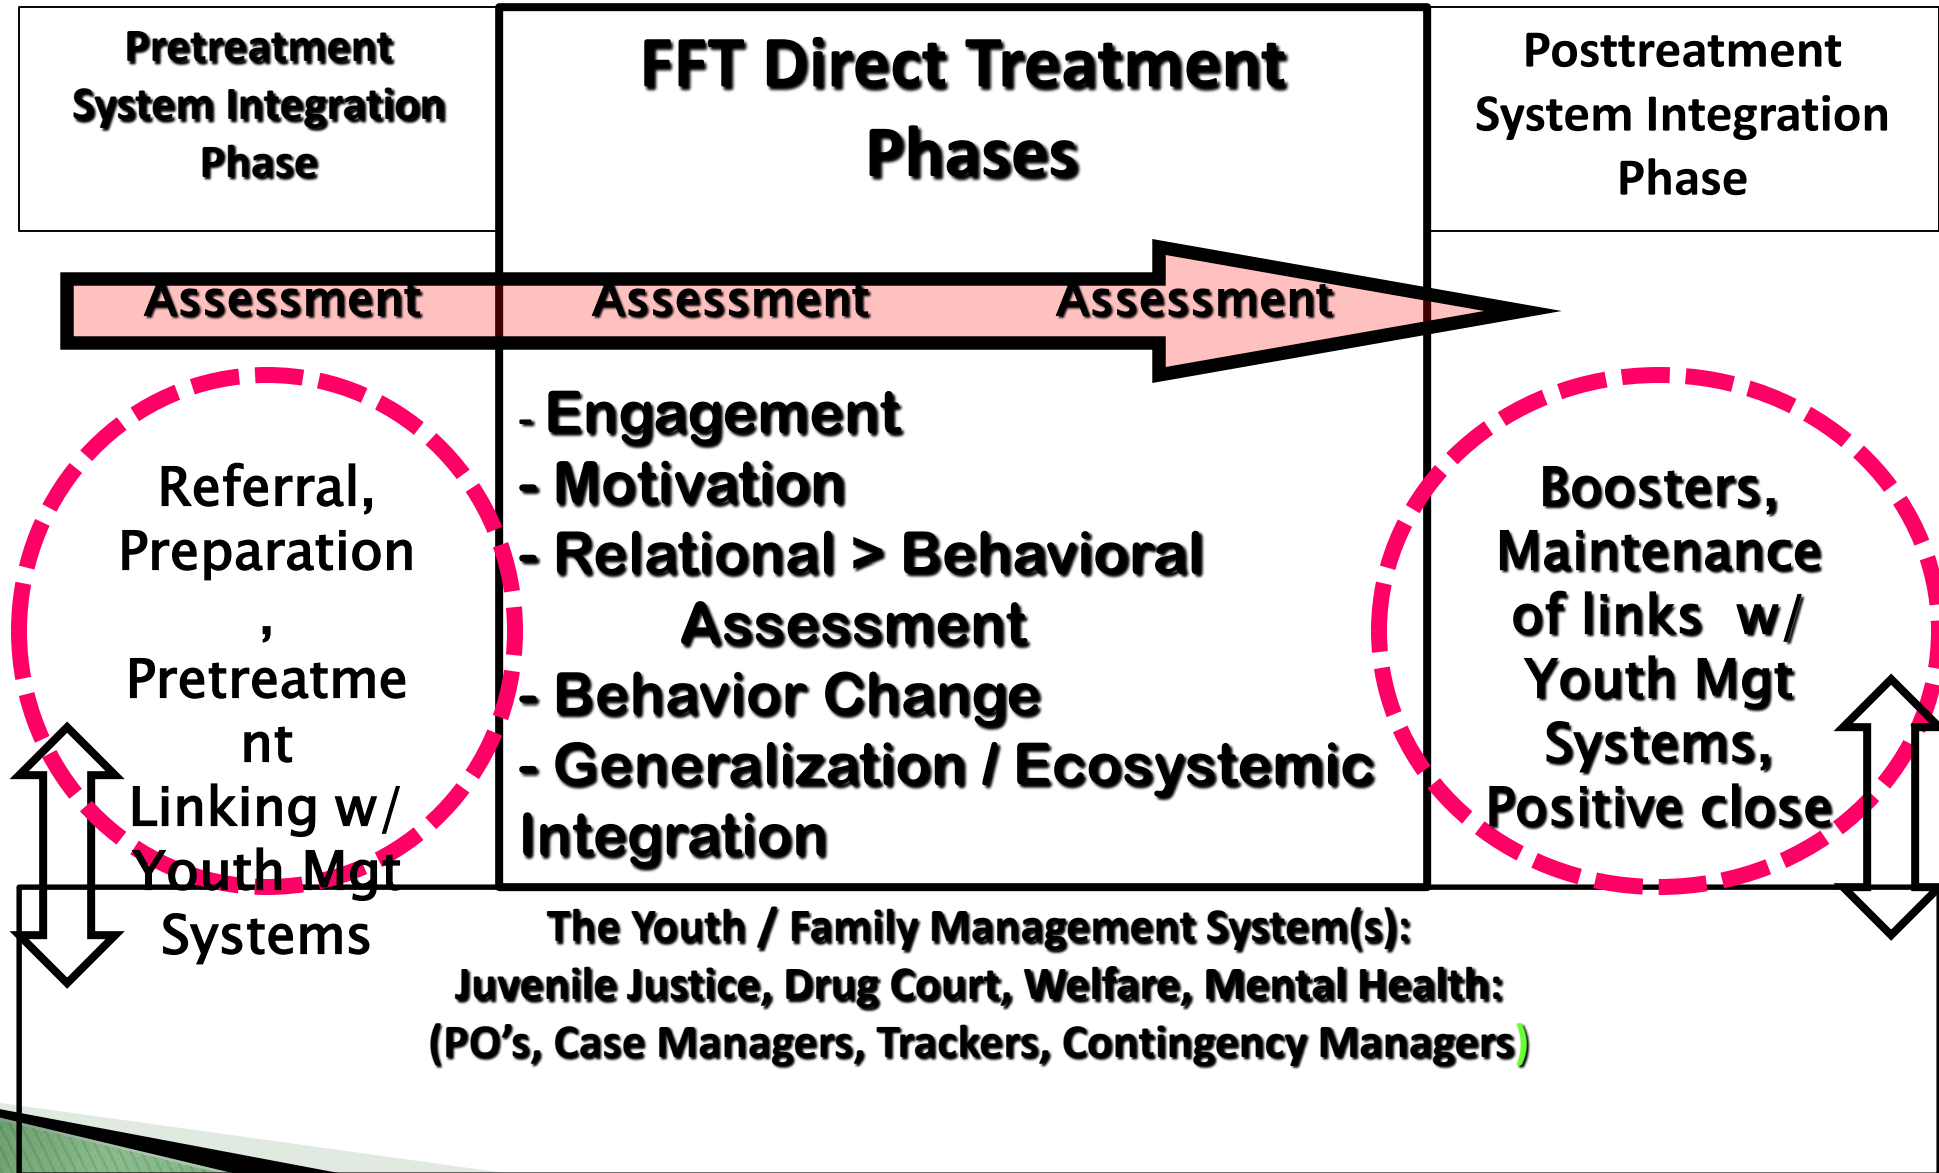 Pretreatment
System Integration
Phase
FFT Direct Treatment
Phases
Posttreatment
System Integration
Phase
Assessment Assessment Assessment
Referral,
Preparation
,
Pretreatme
nt
Linking w/
Youth Mgt
Systems
- Engagement
- Motivation
- Relational > Behavioral
Assessment
- Behavior Change
- Generalization / Ecosystemic
Integration
Boosters,
Maintenance
of links w/
Youth Mgt
Systems,
Positive close
The Youth / Family Management System(s):
Juvenile Justice, Drug Court, Welfare, Mental Health:
(PO’s, Case Managers, Trackers, Contingency Managers)